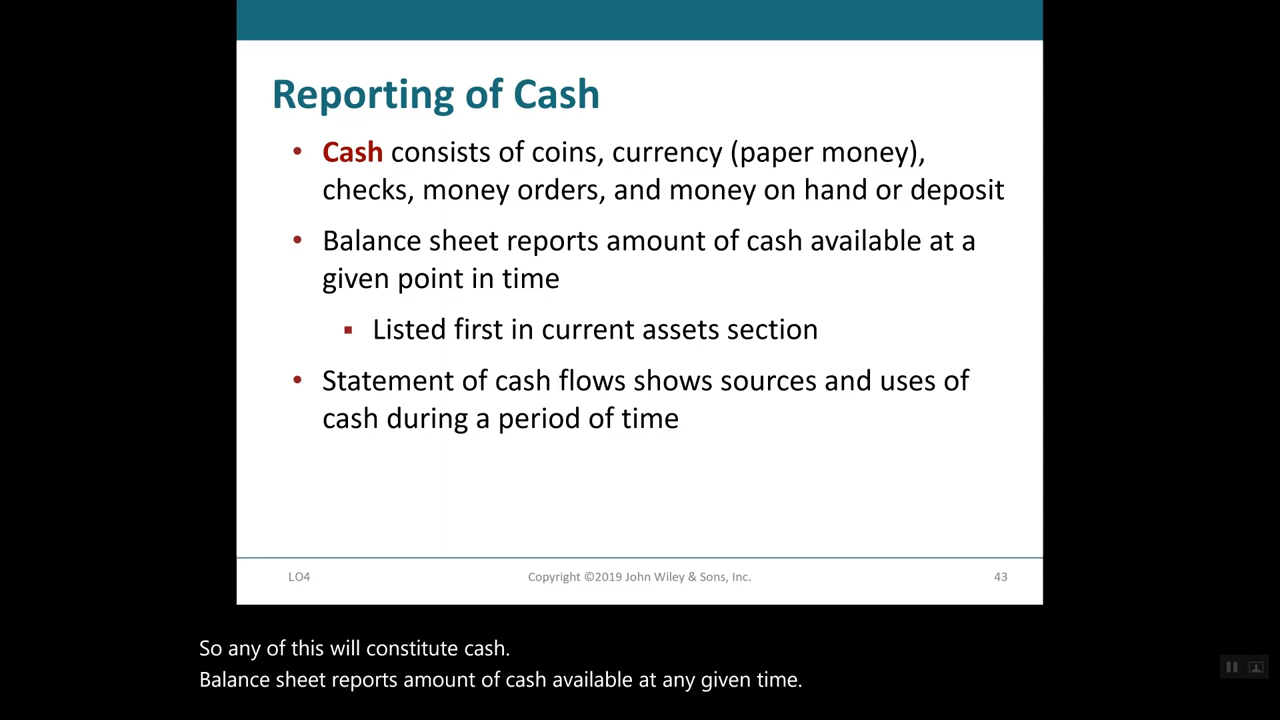 Reporting of Cash
• Cash consists of coins, currency (paper money),
checks, money orders, and money on hand or deposit
• Balance sheet reports amount of cash available at a
given point in time
▪ Listed first in current assets section
• Statement of cash flows shows sources and uses of
cash during a period of time
LO4
Copyright ©2019 John Wiley & Sons, Inc.
43
So any of this will constitute cash.
Balance sheet reports amount of cash available at any given time.